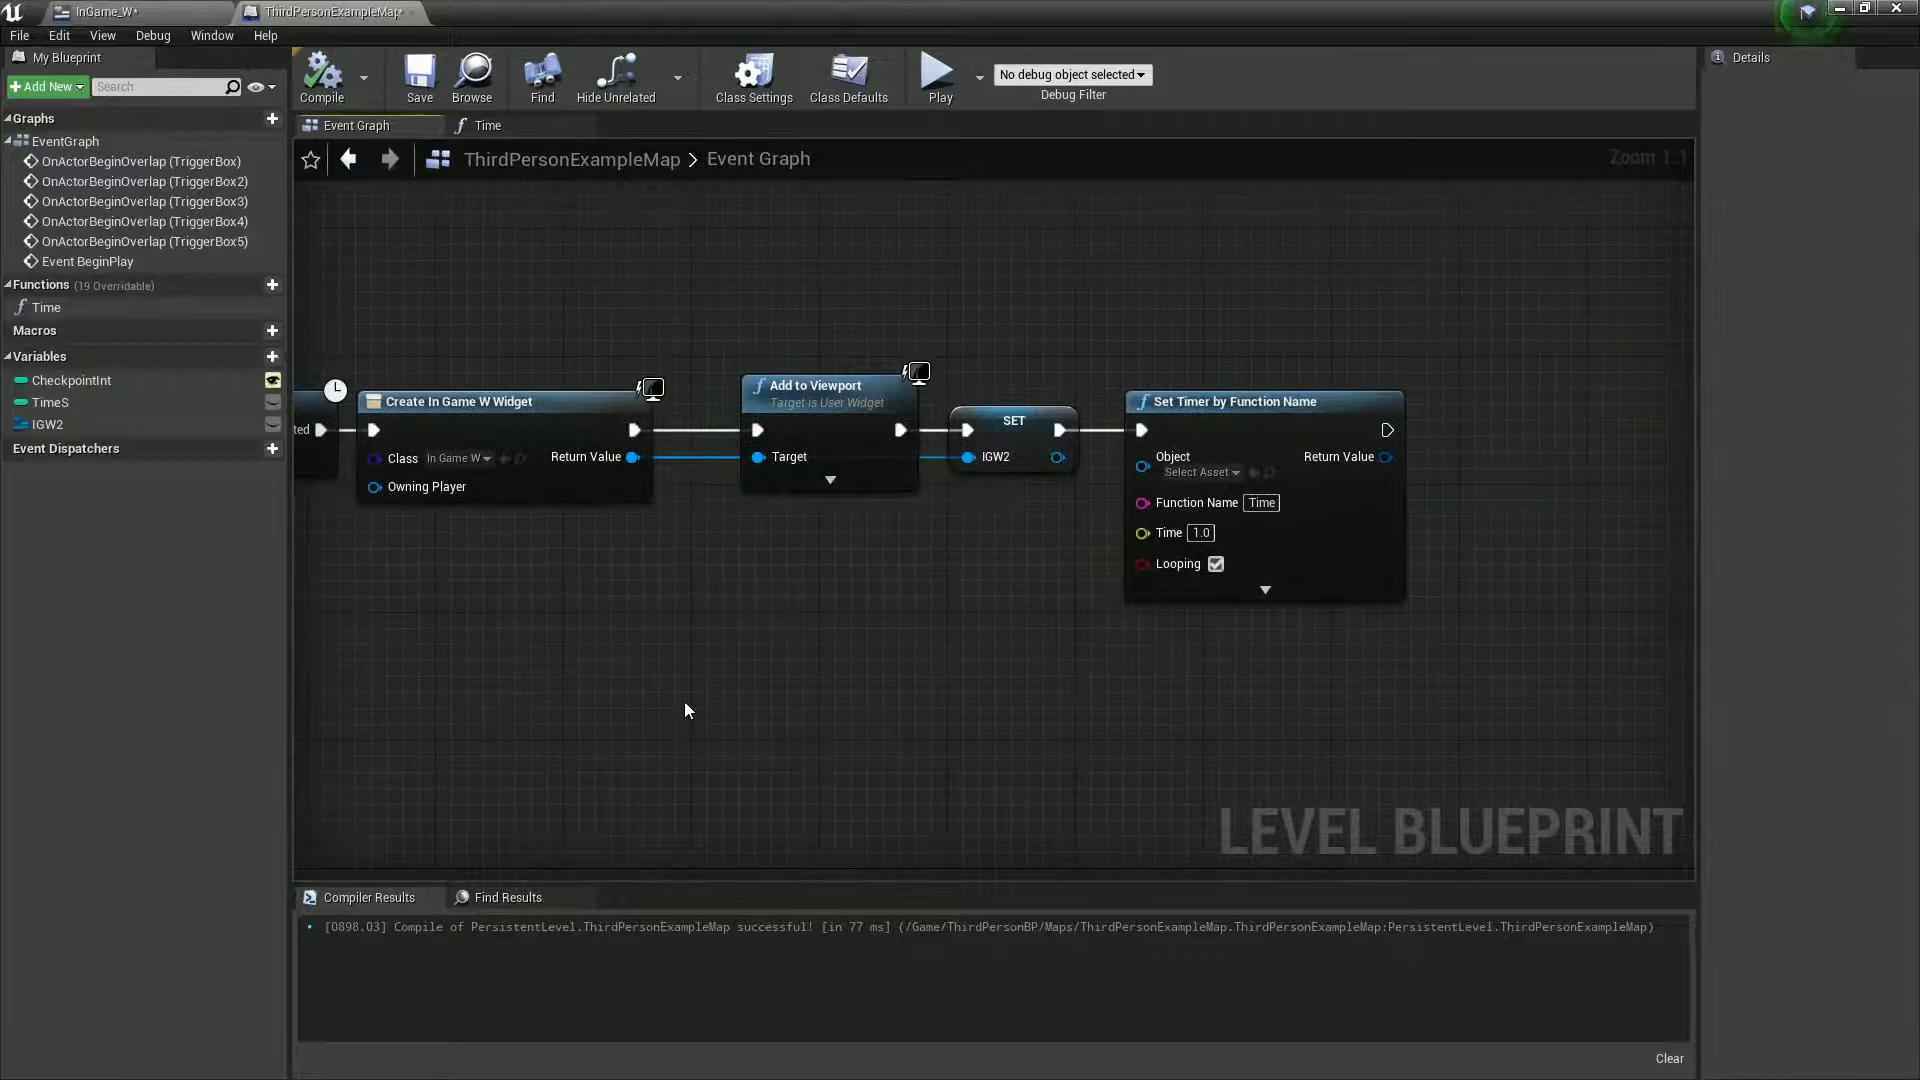 InGame_W*
ThirdPersonExampleMap*
File Edit View Debug Window Help
My Blueprint
Add New
Search
Compile
Save
Browse
Find
Hide Unrelated
Class Settings
Class Defaults
Play
No debug object selected
Debug Filter
Details
Graphs
EventGraph
OnActorBeginOverlap (TriggerBox)
OnActorBeginOverlap (TriggerBox2)
OnActorBeginOverlap (TriggerBox3)
OnActorBeginOverlap (TriggerBox4)
OnActorBeginOverlap (TriggerBox5)
Event BeginPlay
Functions (19 Overridable)
Time
Macros
Variables
CheckpointInt
TimeS
IGW2
Event Dispatchers
Event Graph
Time
ThirdPersonExampleMap > Event Graph
Zoom 1:1
ted
Create In Game W Widget
Class In Game W
Return Value
Owning Player
Add to Viewport
Target is User Widget
Target
SET
IGW2
Set Timer by Function Name
Object
Select Asset
Return Value
Function Name Time
Time 1.0
Looping
LEVEL BLUEPRINT
Compiler Results
Find Results
[0898.03] Compile of PersistentLevel.ThirdPersonExampleMap successful! [in 77 ms] (/Game/ThirdPersonBP/Maps/ThirdPersonExampleMap.ThirdPersonExampleMap:PersistentLevel.ThirdPersonExampleMap)
Clear